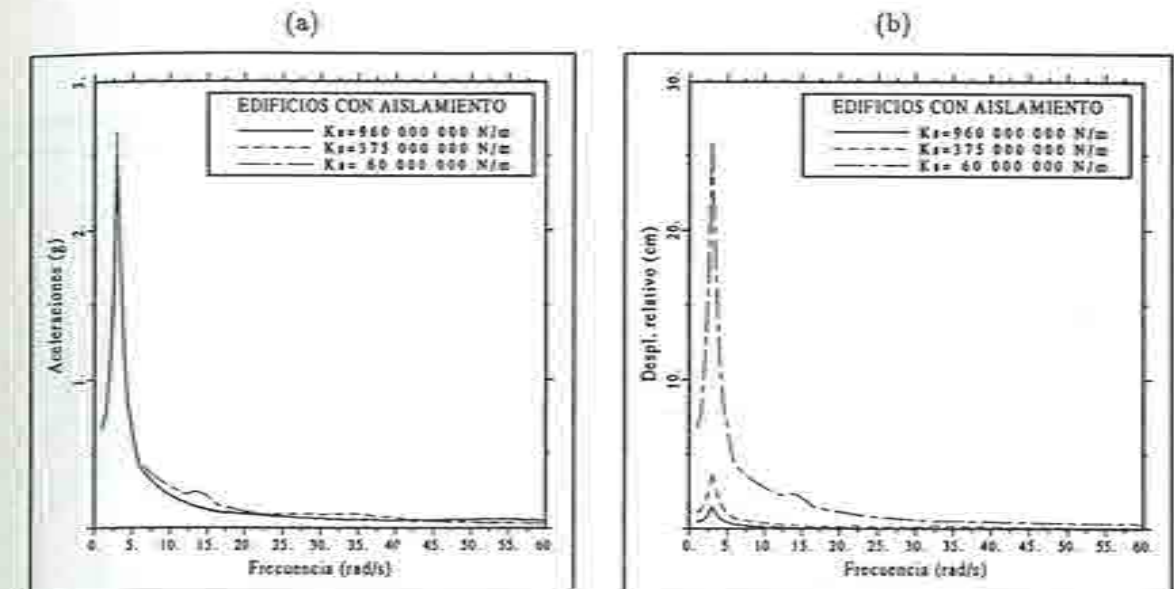 (a)
EDIFICIOS CON AISLAMIENTO
Ks=960 000 000 N/m
Ks=375 000 000 N/m
Ks= 60 000 000 N/m
Aceleraciones (g)
3.
2.
1.
0. 5. 10. 15. 20. 25. 30. 35. 40. 45. 50. 55. 60.
Frecuencia (rad/s)
(b)
EDIFICIOS CON AISLAMIENTO
Ks=960 000 000 N/m
Ks=375 000 000 N/m
Ks= 60 000 000 N/m
Despl. relativo (cm)
30.
20.
10.
0. 5. 10. 15. 20. 25. 30. 35. 40. 45. 50. 55. 60.
Frecuencia (rad/s)